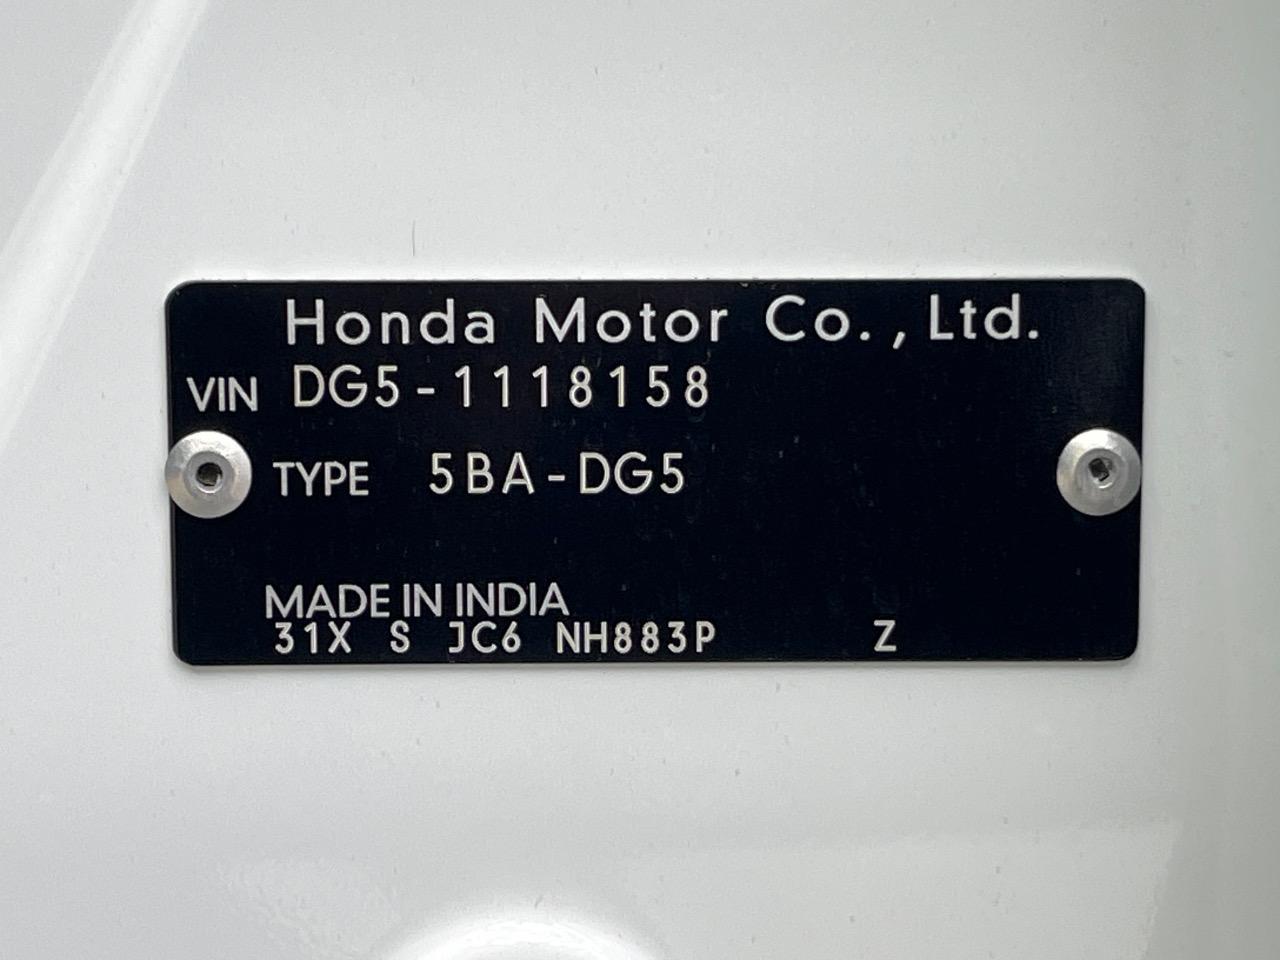 Honda Motor Co., Ltd.
VIN DG5-1118158
TYPE 5BA-DG5
MADE IN INDIA
31X S JC6 NH883P Z